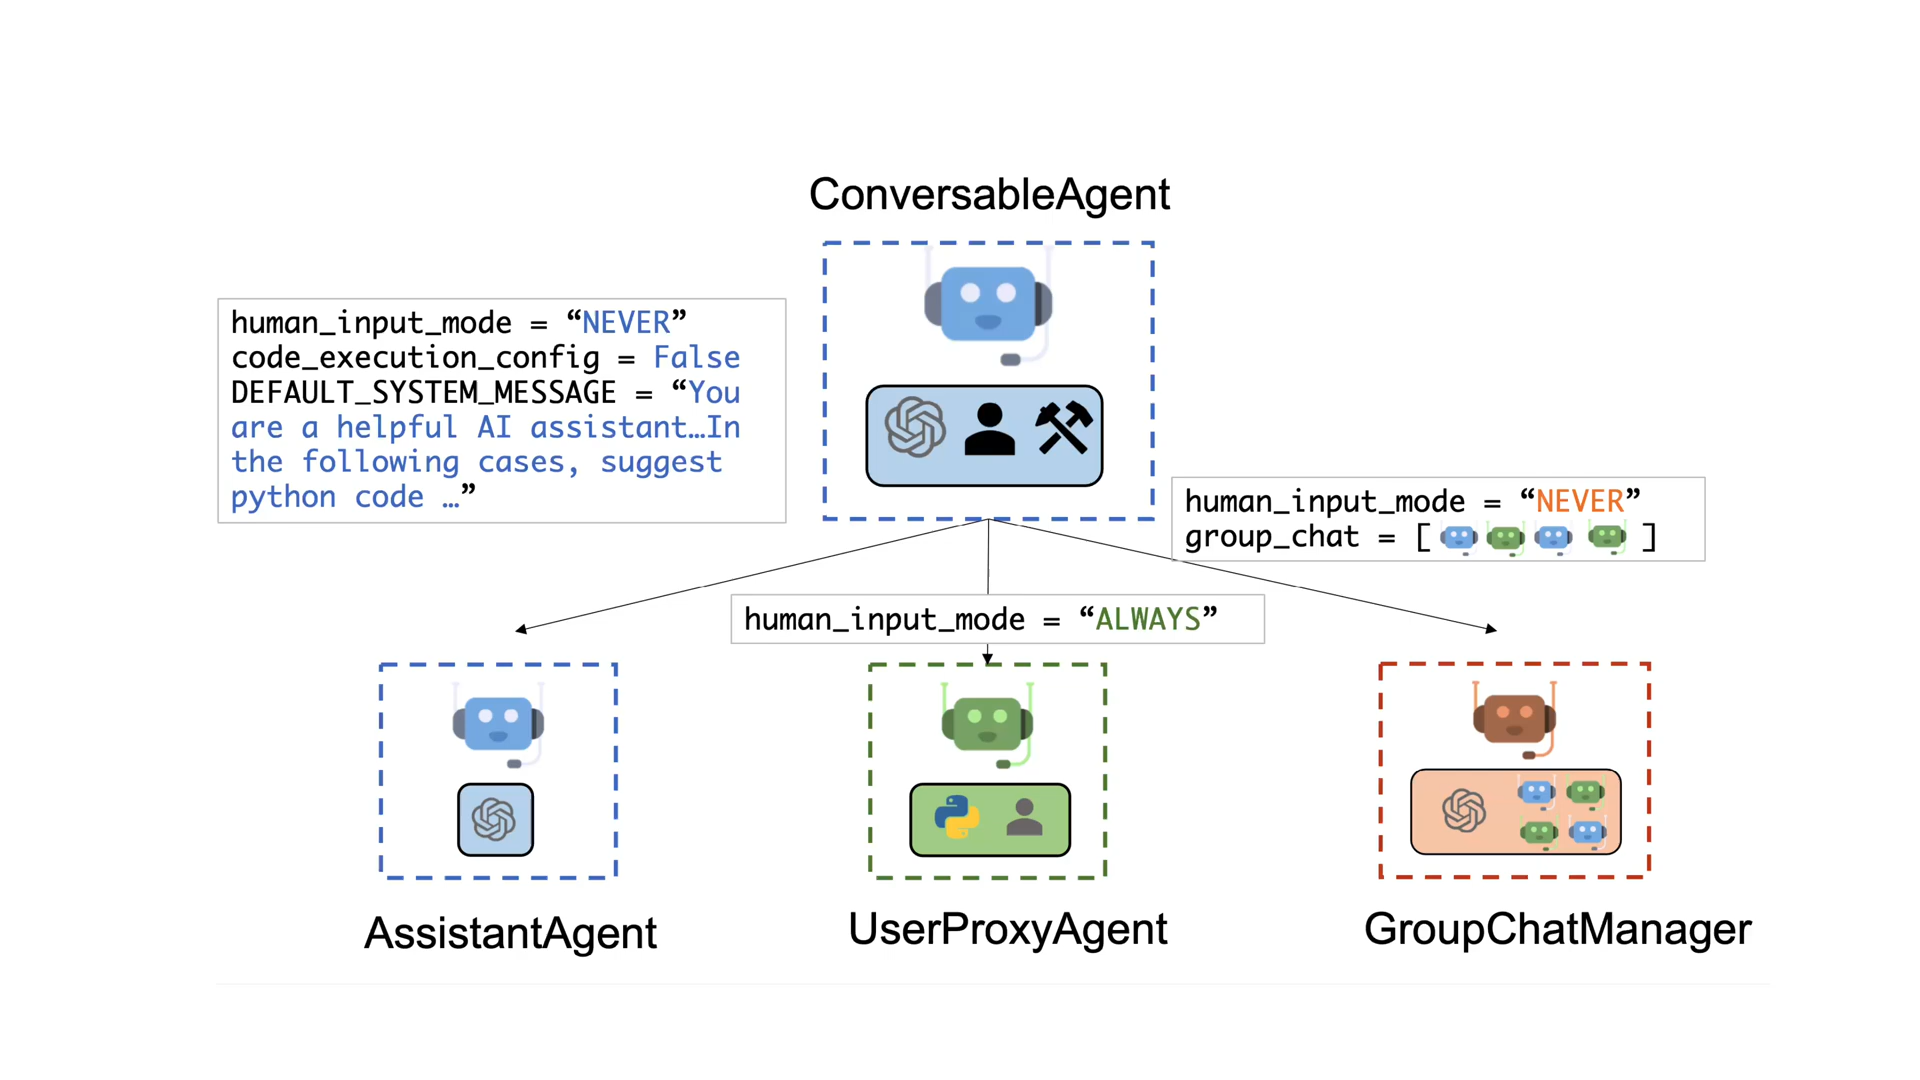 ConversableAgent
human_input_mode = “NEVER”
code_execution_config = False
DEFAULT_SYSTEM_MESSAGE = “You
are a helpful AI assistant…In
the following cases, suggest
python code …”
human_input_mode = “NEVER”
group_chat = [ ]
human_input_mode = “ALWAYS”
AssistantAgent
UserProxyAgent
GroupChatManager